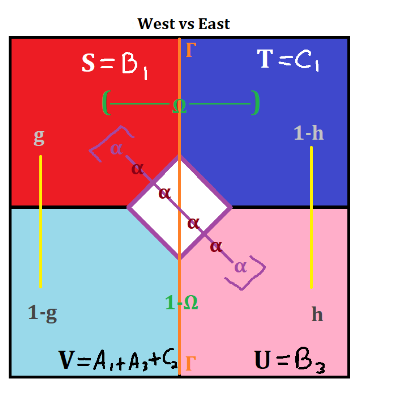 West vs East
S = B₁
Γ
T = C₁
( Ω )
g
1-h
[ α
α
α
α
α
α ]
1-Ω
1-g
h
V = A₁ + A₃ + C₂
Γ
U = B₃